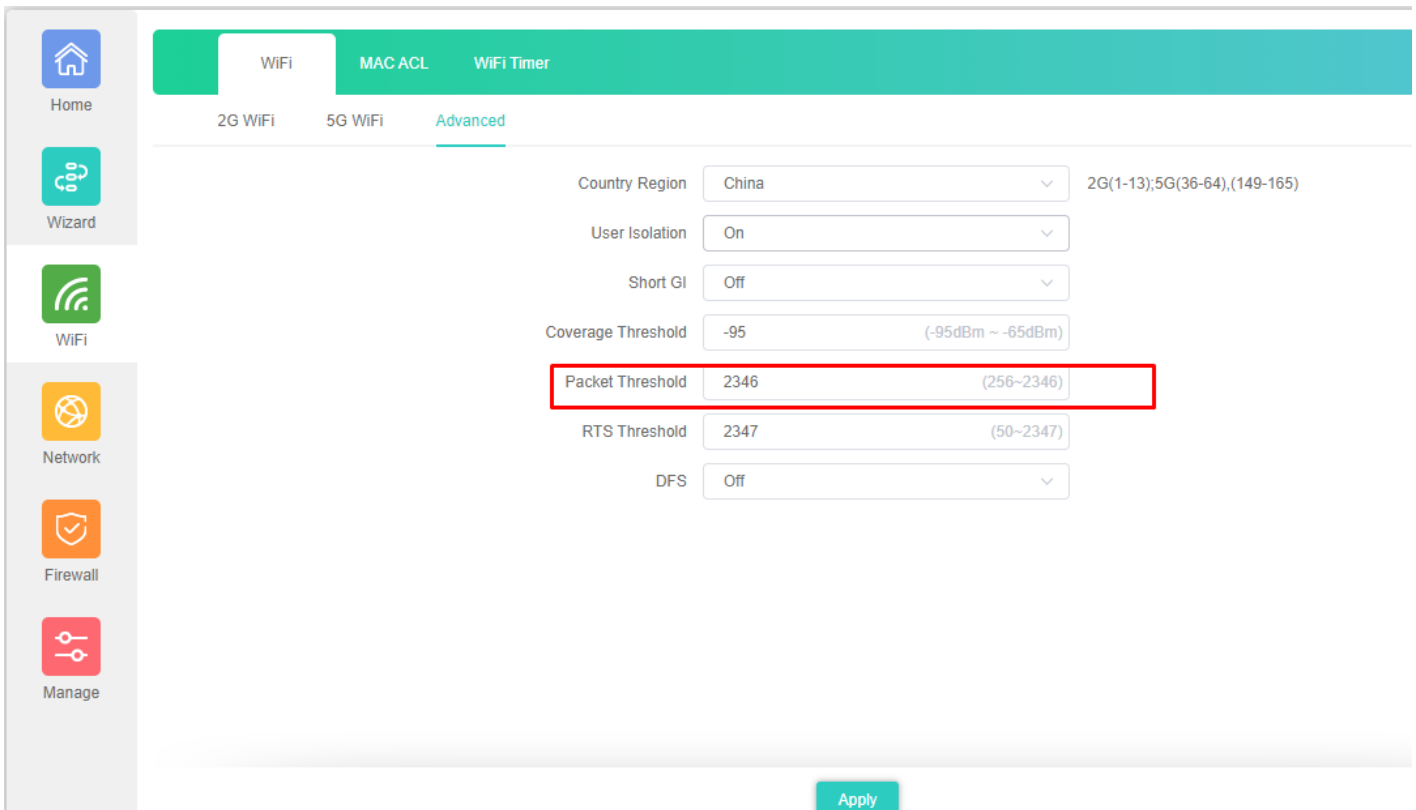 Home
Wizard
WiFi
Network
Firewall
Manage
WiFi MAC ACL WiFi Timer
2G WiFi 5G WiFi Advanced
Country Region China 2G(1-13);5G(36-64),(149-165)
User Isolation On
Short GI Off
Coverage Threshold -95 (-95dBm ~ -65dBm)
Packet Threshold 2346 (256~2346)
RTS Threshold 2347 (50~2347)
DFS Off
Apply